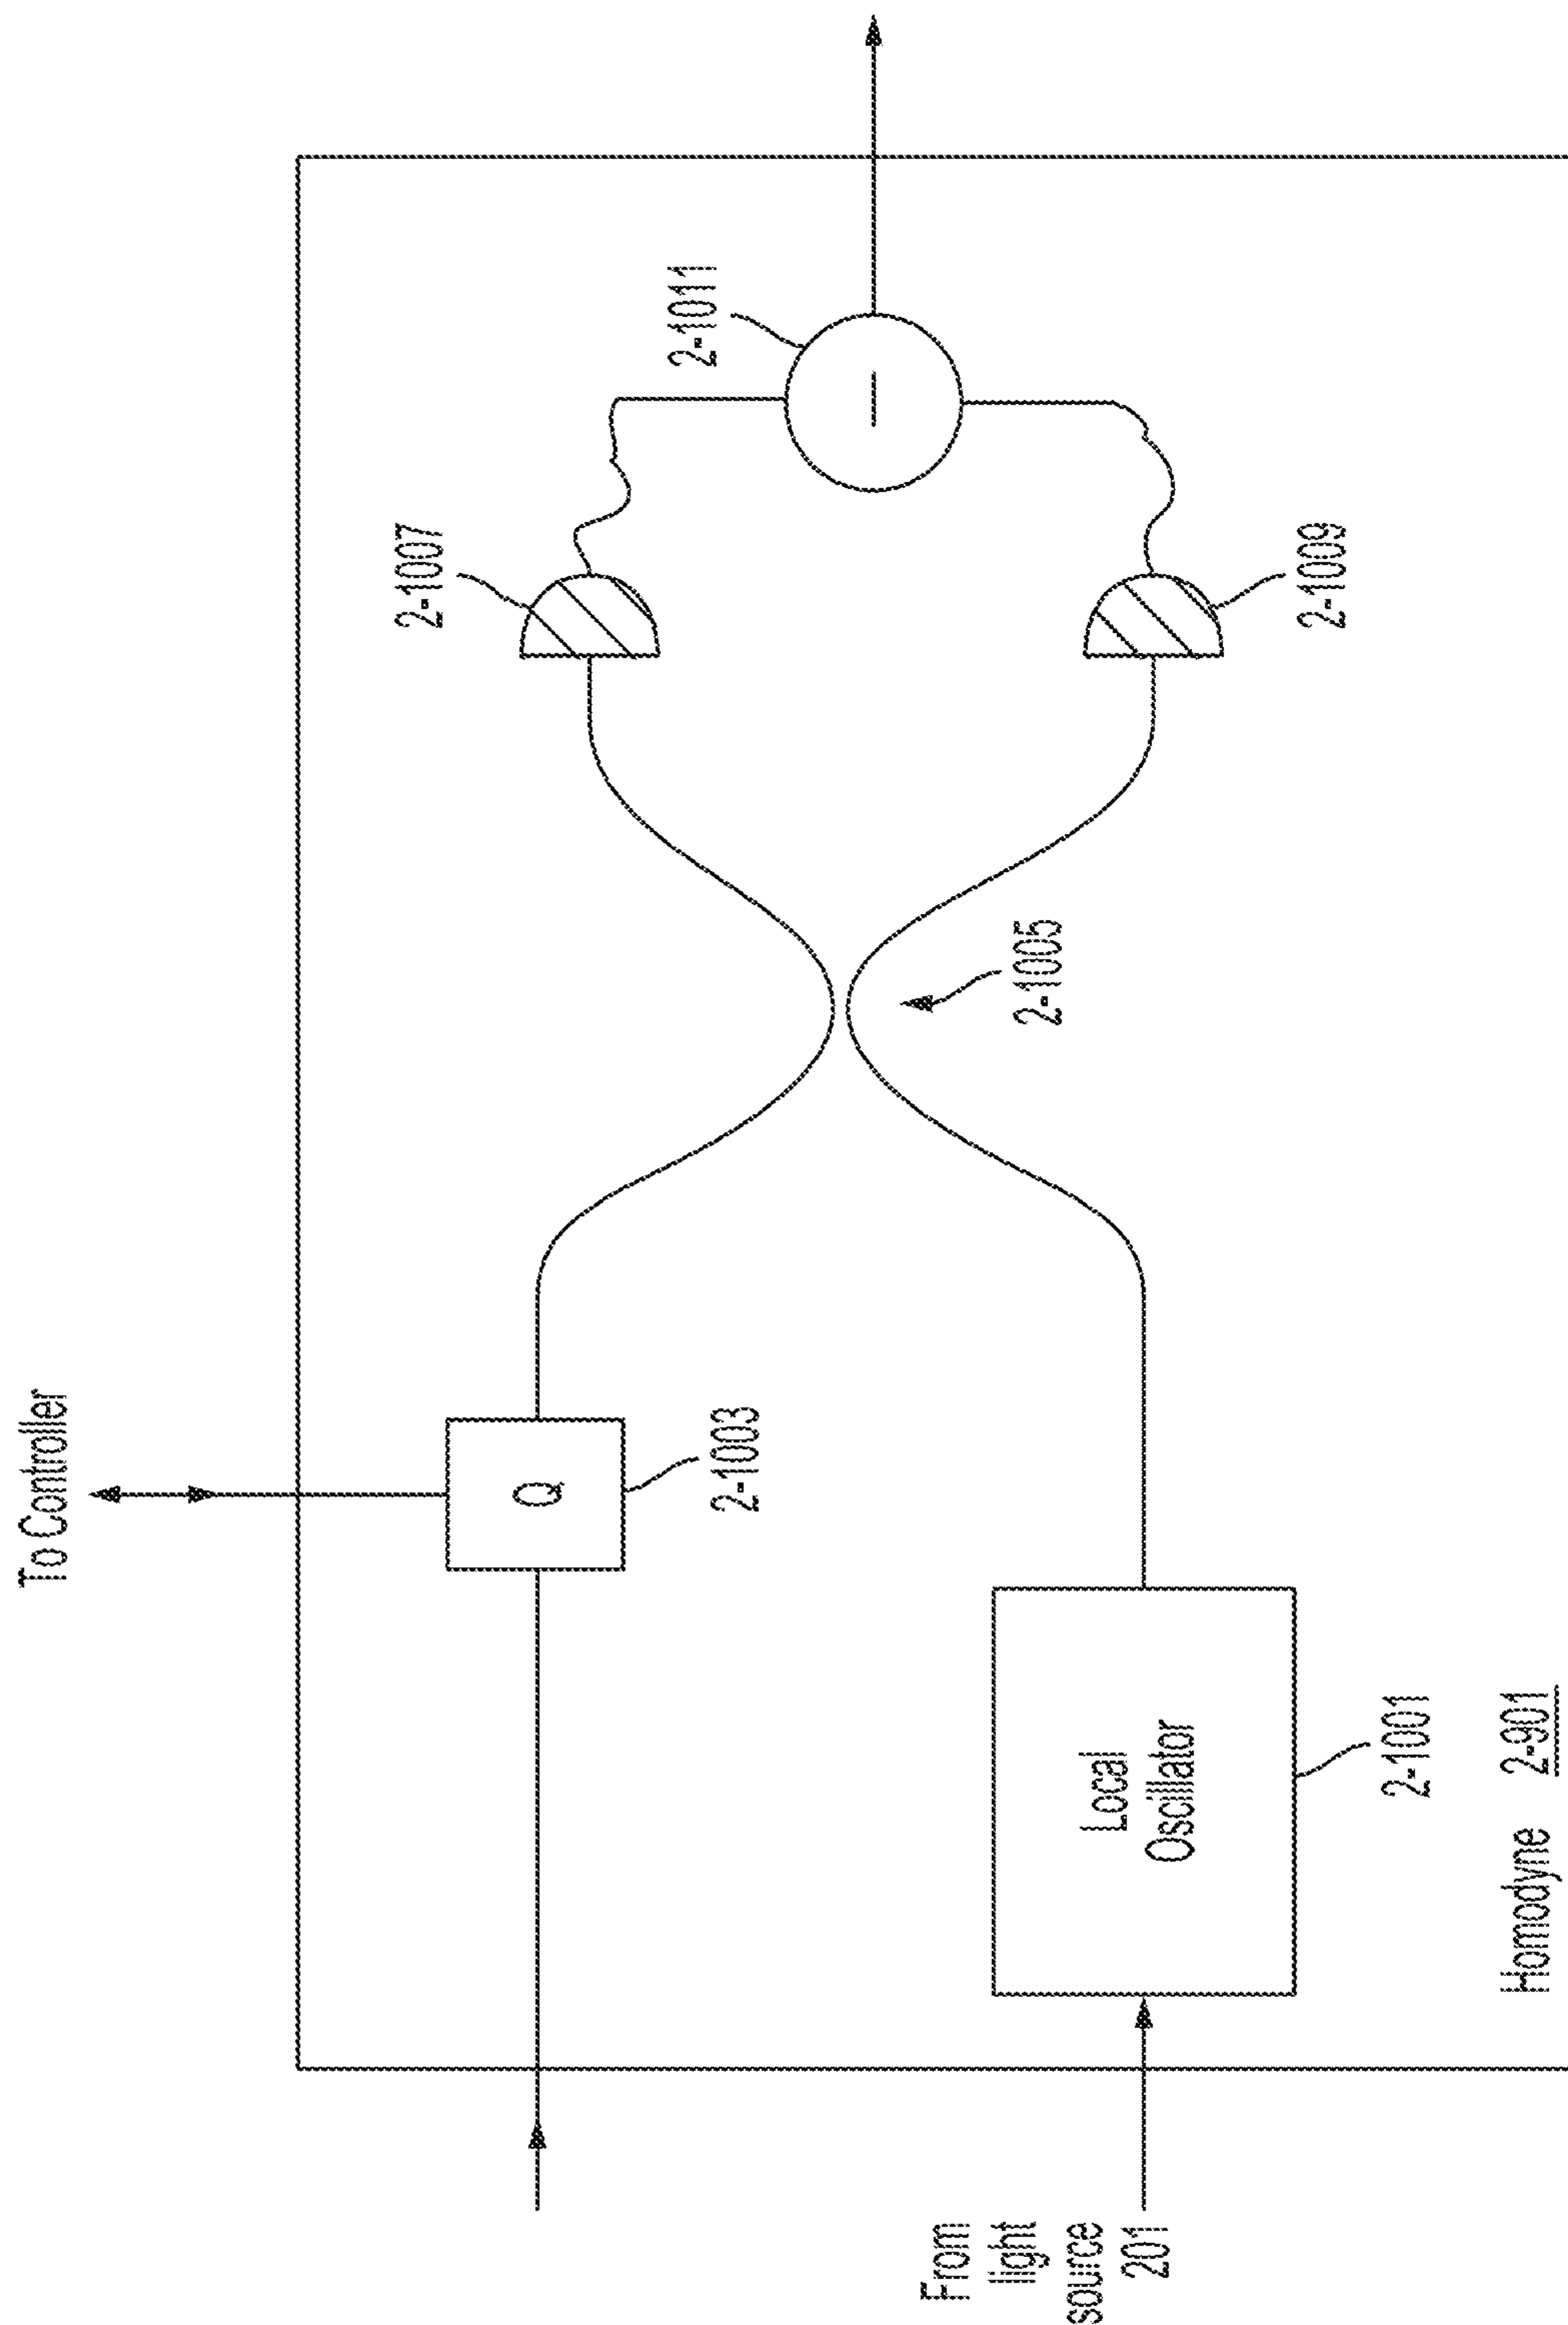 To Controller
2-1007
2-1011
Q
2-1003
2-1005
2-1009
From
light
source
201
Local
Oscillator
2-1001
Homodyne 2-901